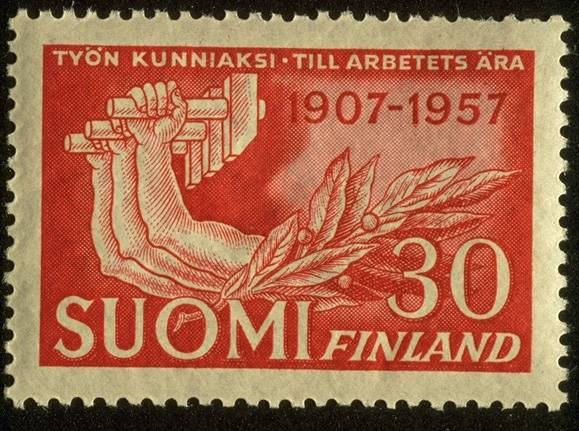 TYÖN KUNNIAKSI · TILL ARBETETS ÄRA
1907-1957
30
SUOMI FINLAND